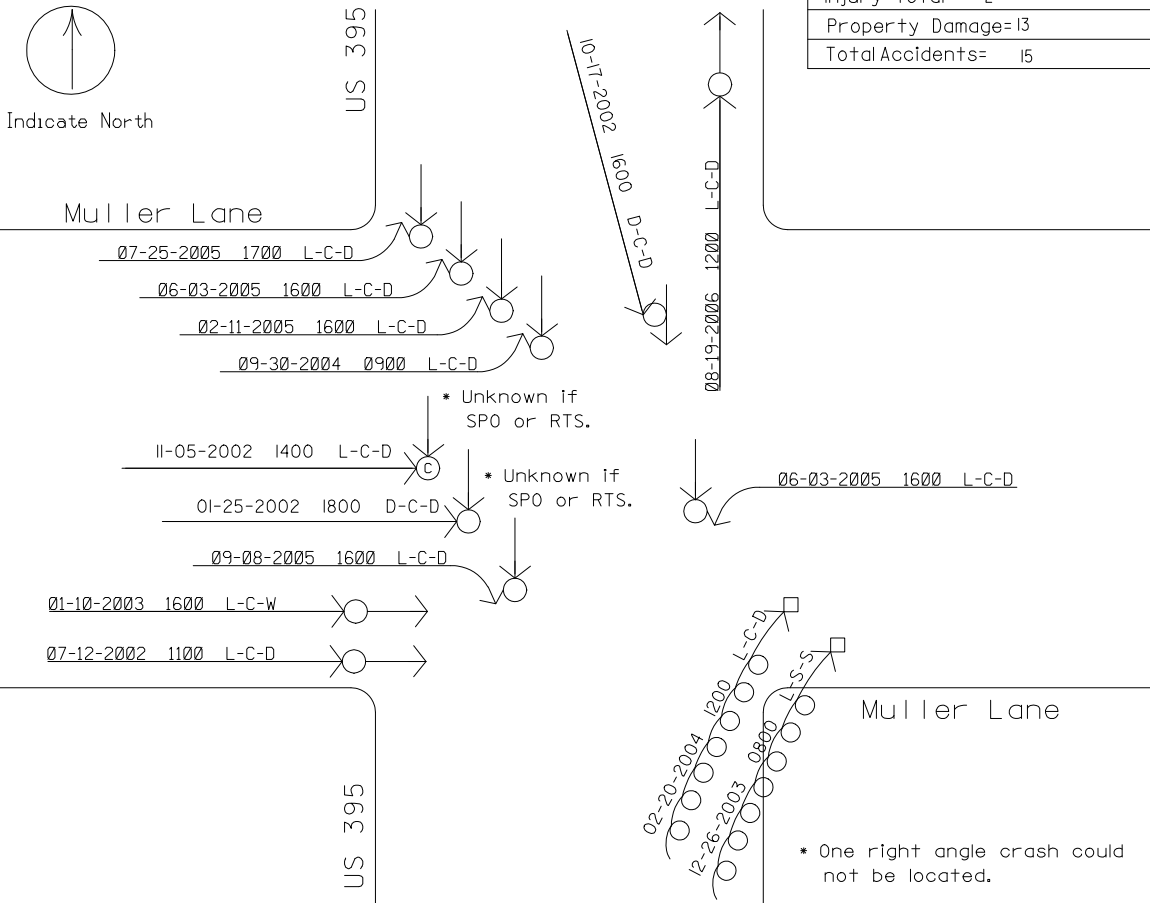 US 395
Indicate North
Property Damage= 13
Total Accidents= 15
10-17-2002 1600 D-C-D
08-19-2006 1200 L-C-D
Muller Lane
07-25-2005 1700 L-C-D
06-03-2005 1600 L-C-D
02-11-2005 1600 L-C-D
09-30-2004 0900 L-C-D
* Unknown if
SPO or RTS.
11-05-2002 1400 L-C-D
C
* Unknown if
SPO or RTS.
06-03-2005 1600 L-C-D
01-25-2002 1800 D-C-D
09-08-2005 1600 L-C-D
01-10-2003 1600 L-C-W
07-12-2002 1100 L-C-D
02-20-2004 1200 L-C-D
12-26-2003 0800 L-S-S
Muller Lane
US 395
* One right angle crash could
not be located.